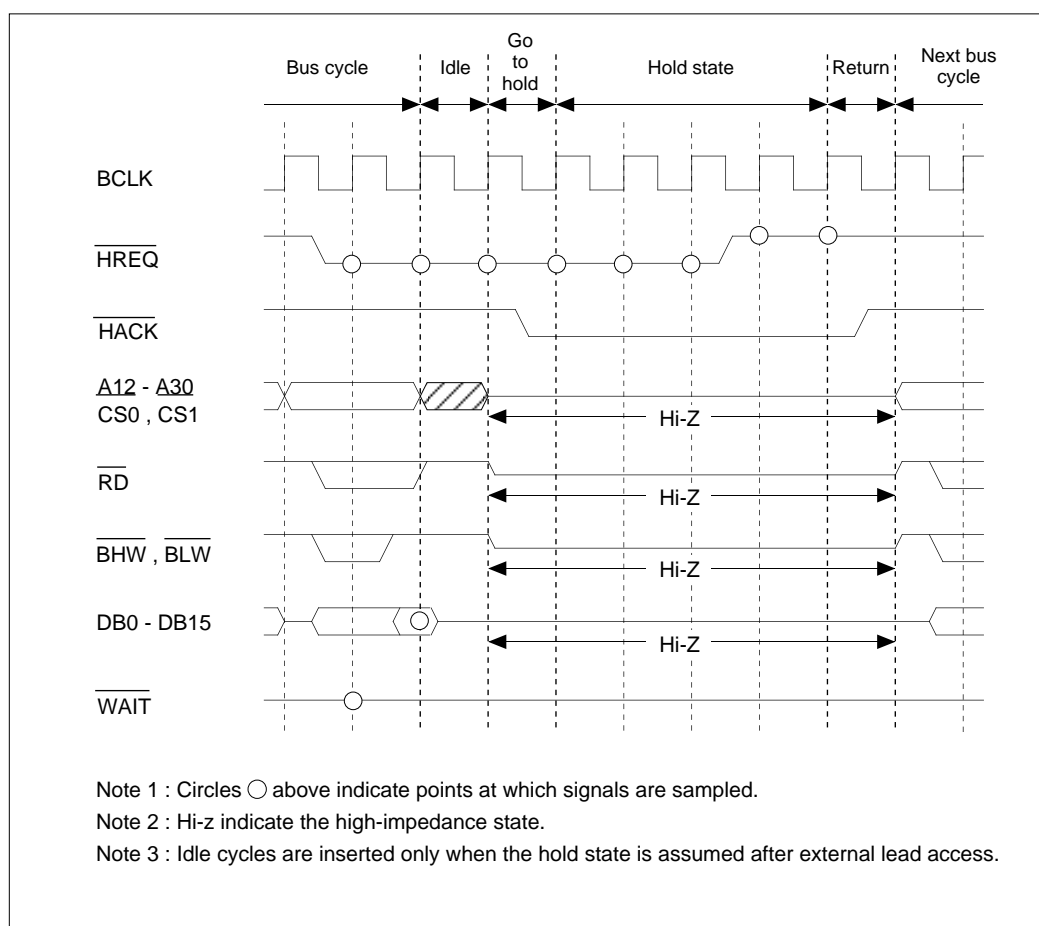 Bus cycle
Idle
Go
to
hold
Hold state
Return
Next bus
cycle
BCLK
HREQ
HACK
A12 - A30
CS0 , CS1
Hi-Z
RD
Hi-Z
BHW , BLW
Hi-Z
DB0 - DB15
Hi-Z
WAIT
Note 1 : Circles ○ above indicate points at which signals are sampled.
Note 2 : Hi-z indicate the high-impedance state.
Note 3 : Idle cycles are inserted only when the hold state is assumed after external lead access.